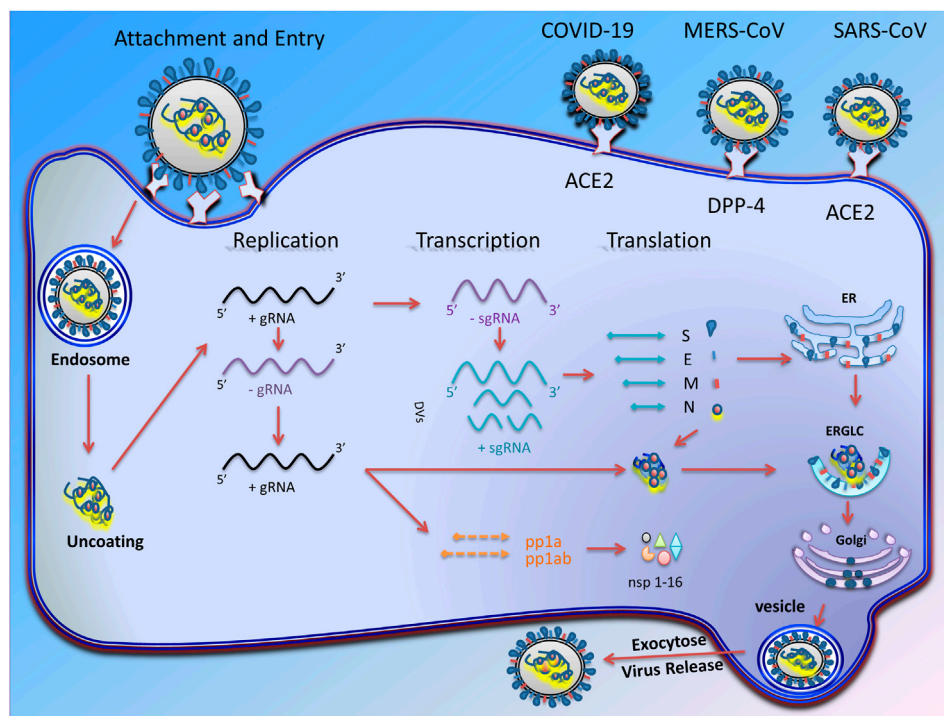 Attachment and Entry
COVID-19
MERS-CoV
SARS-CoV
ACE2
DPP-4
ACE2
Replication
Transcription
Translation
3’
5’
+ gRNA
5’
- sgRNA
3’
ER
Endosome
3’
5’
- gRNA
S
E
M
N
5’
3’
DVs
+ sgRNA
ERGLC
3’
5’
+ gRNA
Uncoating
pp1a
pp1ab
nsp 1-16
Golgi
vesicle
Exocytose
Virus Release